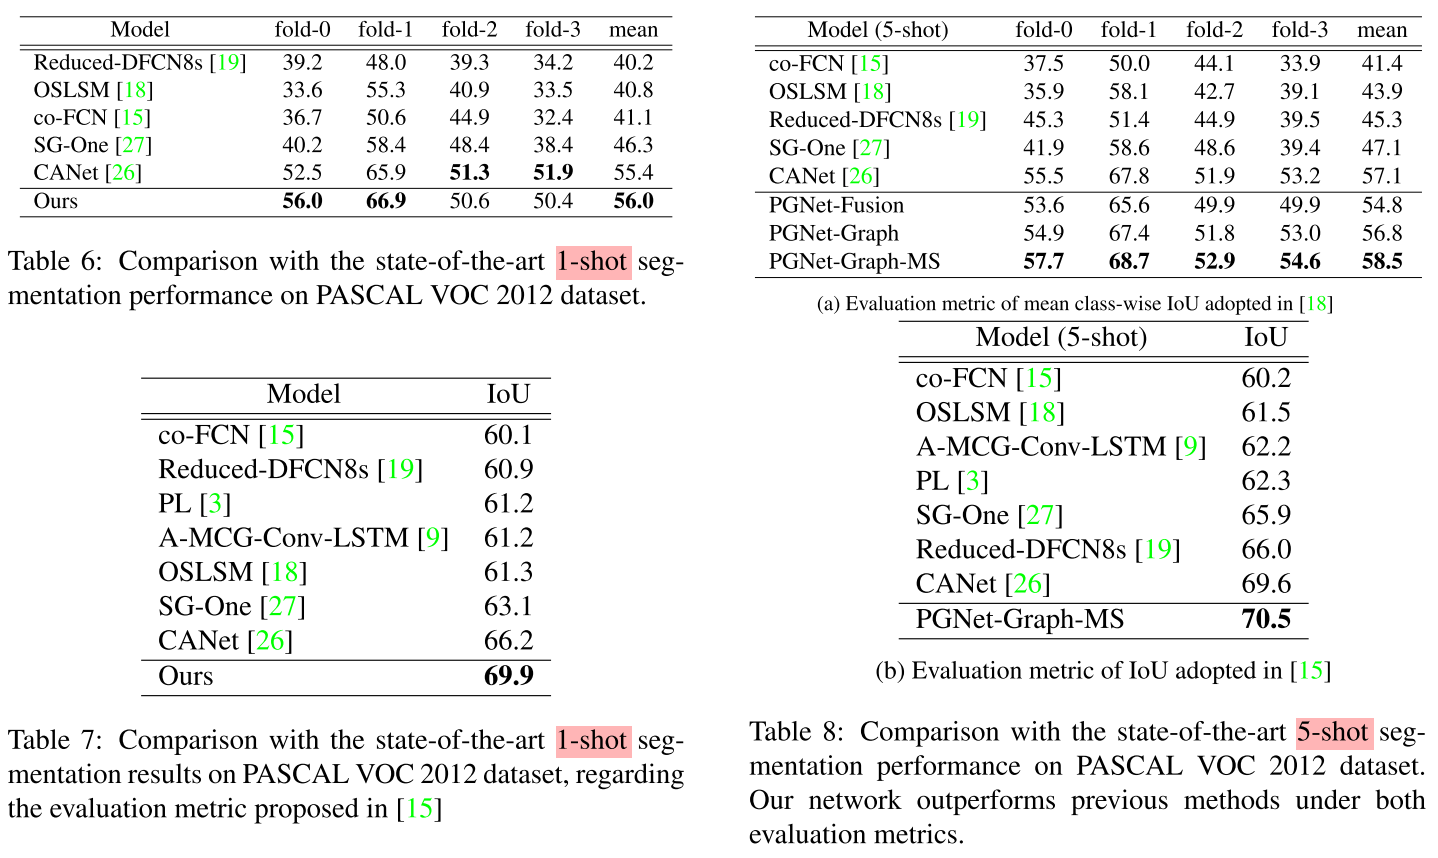 Model fold-0 fold-1 fold-2 fold-3 mean
Reduced-DFCN8s [19] 39.2 48.0 39.3 34.2 40.2
OSLSM [18] 33.6 55.3 40.9 33.5 40.8
co-FCN [15] 36.7 50.6 44.9 32.4 41.1
SG-One [27] 40.2 58.4 48.4 38.4 46.3
CANet [26] 52.5 65.9 51.3 51.9 55.4
Ours 56.0 66.9 50.6 50.4 56.0
Table 6: Comparison with the state-of-the-art 1-shot seg-
mentation performance on PASCAL VOC 2012 dataset.
Model IoU
co-FCN [15] 60.1
Reduced-DFCN8s [19] 60.9
PL [3] 61.2
A-MCG-Conv-LSTM [9] 61.2
OSLSM [18] 61.3
SG-One [27] 63.1
CANet [26] 66.2
Ours 69.9
Table 7: Comparison with the state-of-the-art 1-shot seg-
mentation results on PASCAL VOC 2012 dataset, regarding
the evaluation metric proposed in [15]
Model (5-shot) fold-0 fold-1 fold-2 fold-3 mean
co-FCN [15] 37.5 50.0 44.1 33.9 41.4
OSLSM [18] 35.9 58.1 42.7 39.1 43.9
Reduced-DFCN8s [19] 45.3 51.4 44.9 39.5 45.3
SG-One [27] 41.9 58.6 48.6 39.4 47.1
CANet [26] 55.5 67.8 51.9 53.2 57.1
PGNet-Fusion 53.6 65.6 49.9 49.9 54.8
PGNet-Graph 54.9 67.4 51.8 53.0 56.8
PGNet-Graph-MS 57.7 68.7 52.9 54.6 58.5
(a) Evaluation metric of mean class-wise IoU adopted in [18]
Model (5-shot) IoU
co-FCN [15] 60.2
OSLSM [18] 61.5
A-MCG-Conv-LSTM [9] 62.2
PL [3] 62.3
SG-One [27] 65.9
Reduced-DFCN8s [19] 66.0
CANet [26] 69.6
PGNet-Graph-MS 70.5
(b) Evaluation metric of IoU adopted in [15]
Table 8: Comparison with the state-of-the-art 5-shot seg-
mentation performance on PASCAL VOC 2012 dataset.
Our network outperforms previous methods under both
evaluation metrics.